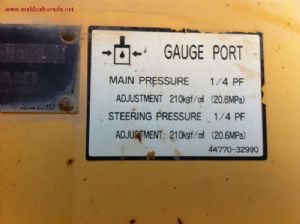 www.makinaburada.net
GAUGE PORT
MAIN PRESSURE 1/4 PF
ADJUSTMENT 210kgf/㎠ (20.6MPa)
STEERING PRESSURE 1/4 PF
ADJUSTMENT 210kgf/㎠ (20.6MPa)
44770-32990